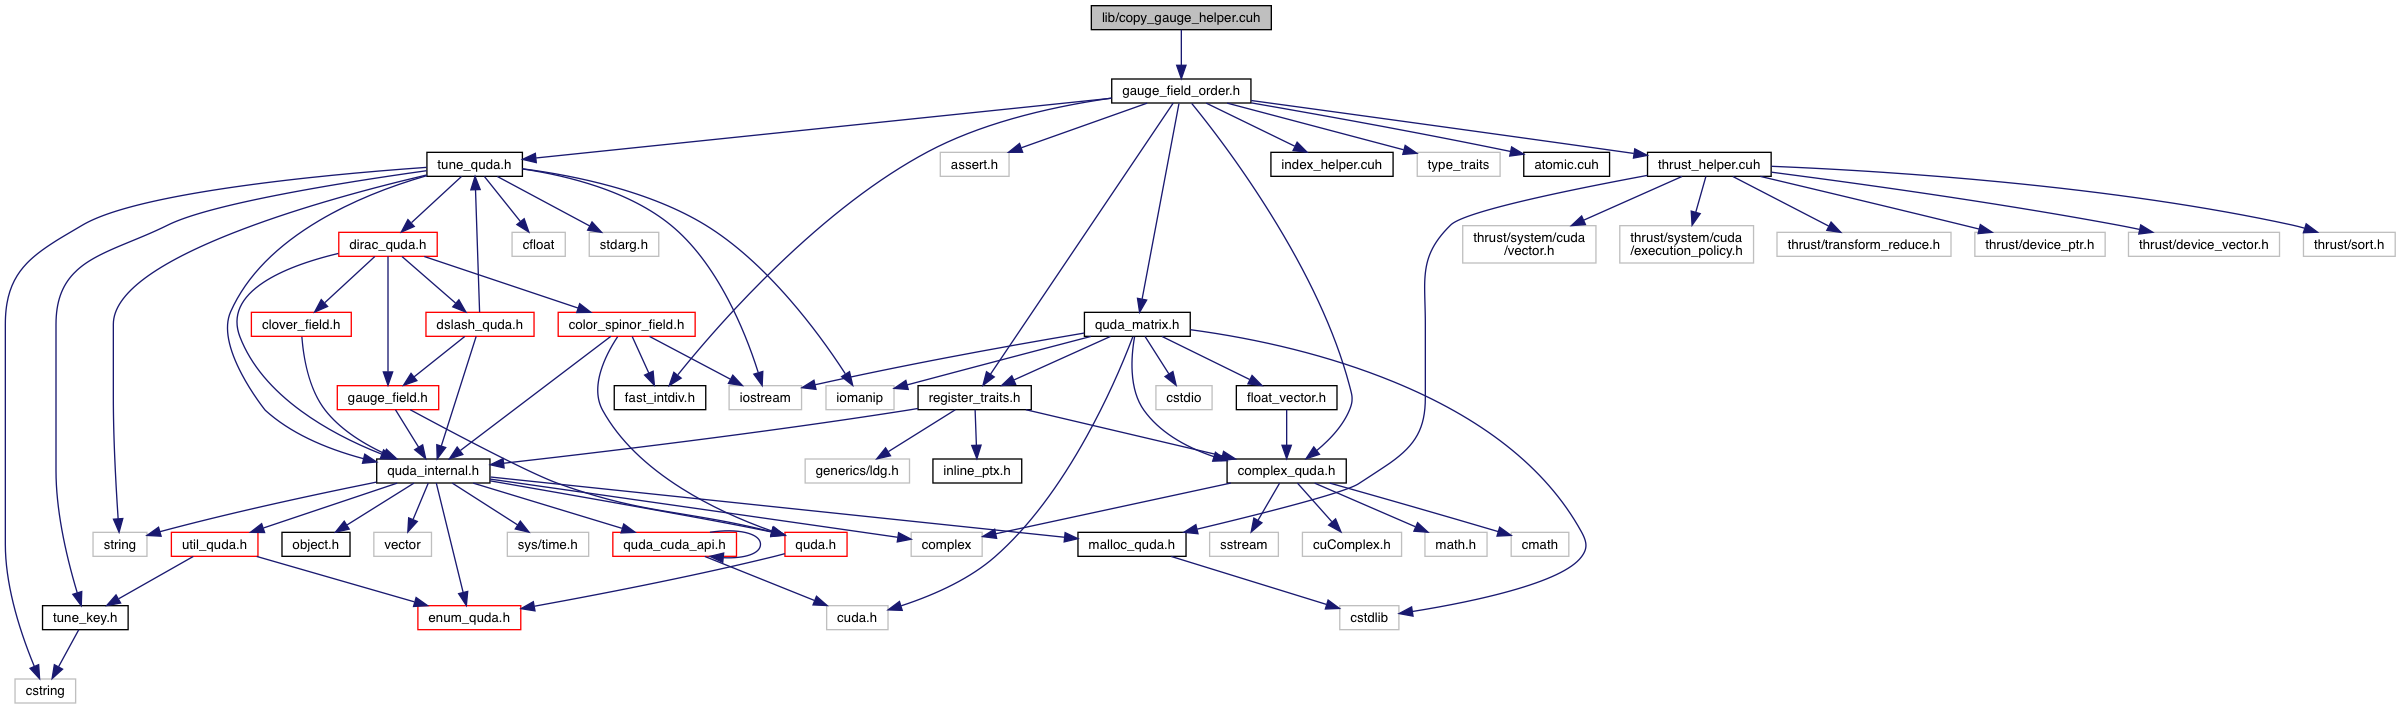 lib/copy_gauge_helper.cuh
gauge_field_order.h
tune_quda.h
assert.h
index_helper.cuh
type_traits
atomic.cuh
thrust_helper.cuh
dirac_quda.h
cfloat
stdarg.h
thrust/system/cuda
/vector.h
thrust/system/cuda
/execution_policy.h
thrust/transform_reduce.h
thrust/device_ptr.h
thrust/device_vector.h
thrust/sort.h
clover_field.h
dslash_quda.h
color_spinor_field.h
quda_matrix.h
gauge_field.h
fast_intdiv.h
iostream
iomanip
register_traits.h
cstdio
float_vector.h
quda_internal.h
generics/ldg.h
inline_ptx.h
complex_quda.h
string
util_quda.h
object.h
vector
sys/time.h
quda_cuda_api.h
quda.h
complex
malloc_quda.h
sstream
cuComplex.h
math.h
cmath
tune_key.h
enum_quda.h
cuda.h
cstdlib
cstring